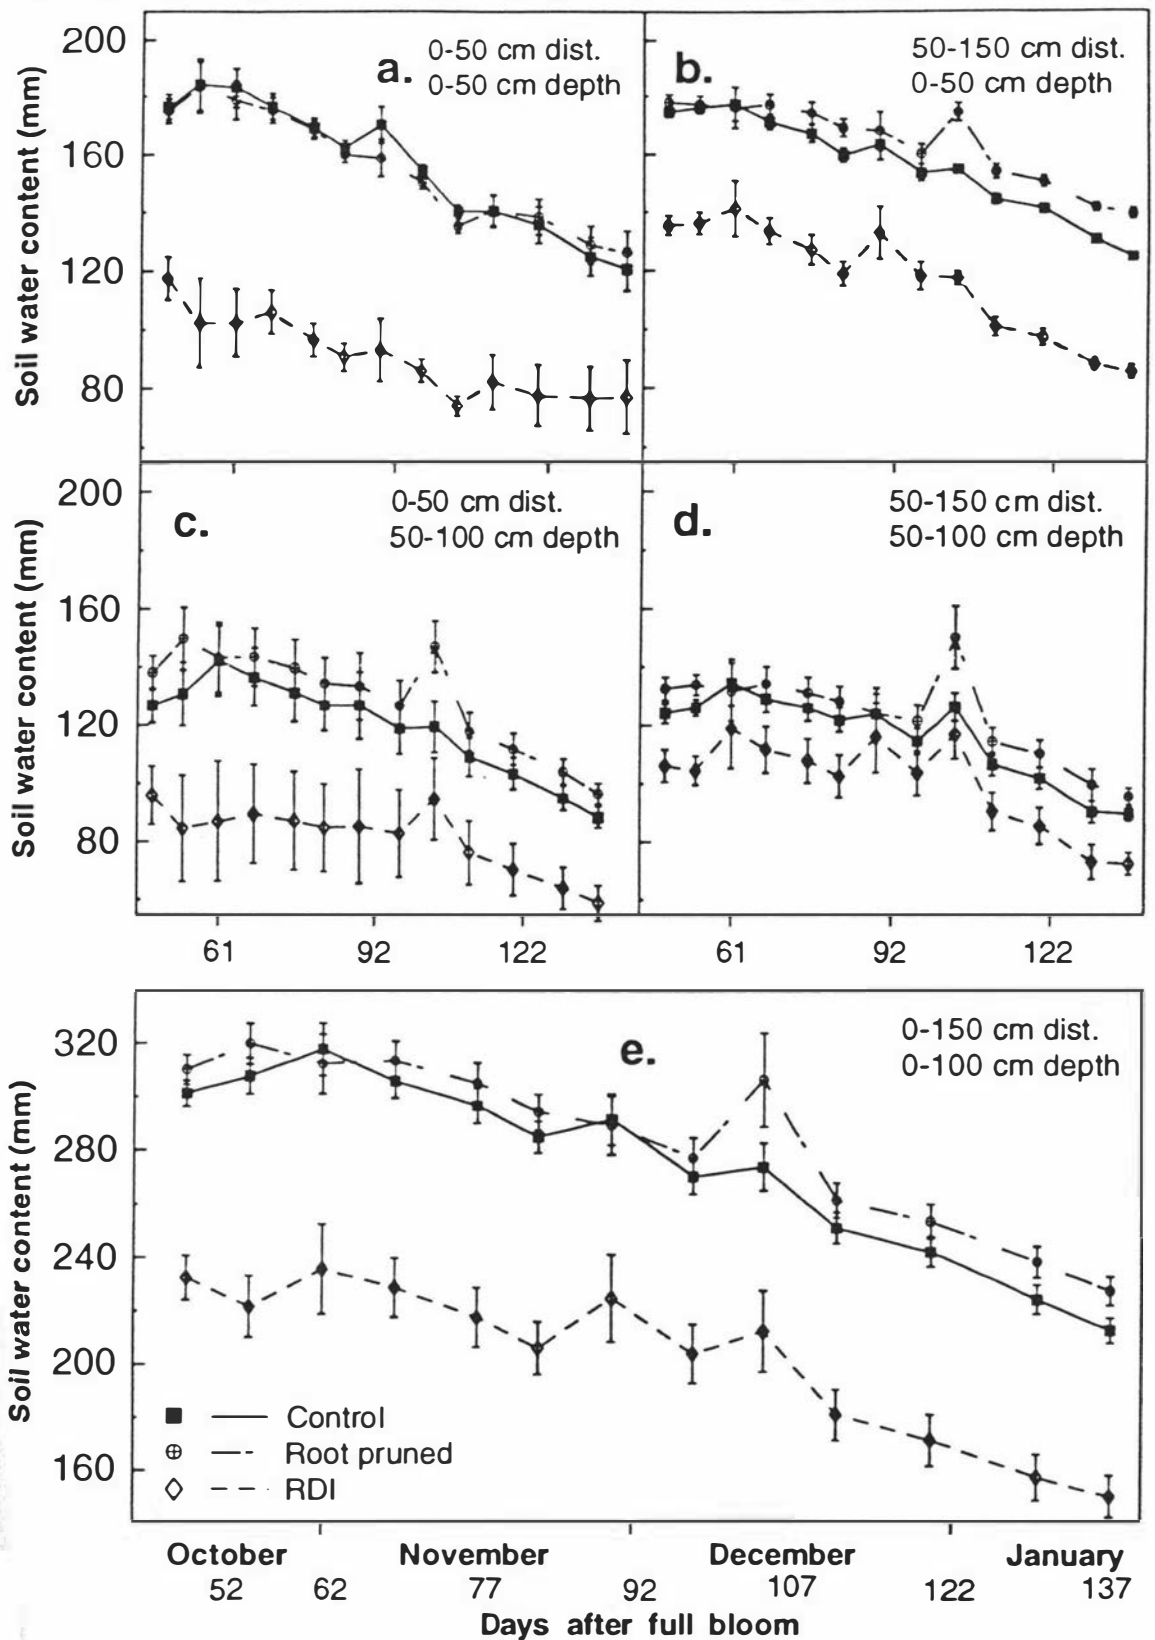 Soil water content (mm)
200
160
120
80
a.
0-50 cm dist.
0-50 cm depth
b.
50-150 cm dist.
0-50 cm depth
Soil water content (mm)
200
160
120
80
c.
0-50 cm dist.
50-100 cm depth
d.
50-150 cm dist.
50-100 cm depth
61 92 122 61 92 122
Soil water content (mm)
320
280
240
200
160
e.
0-150 cm dist.
0-100 cm depth
Control
Root pruned
RDI
October November December January
52 62 77 92 107 122 137
Days after full bloom